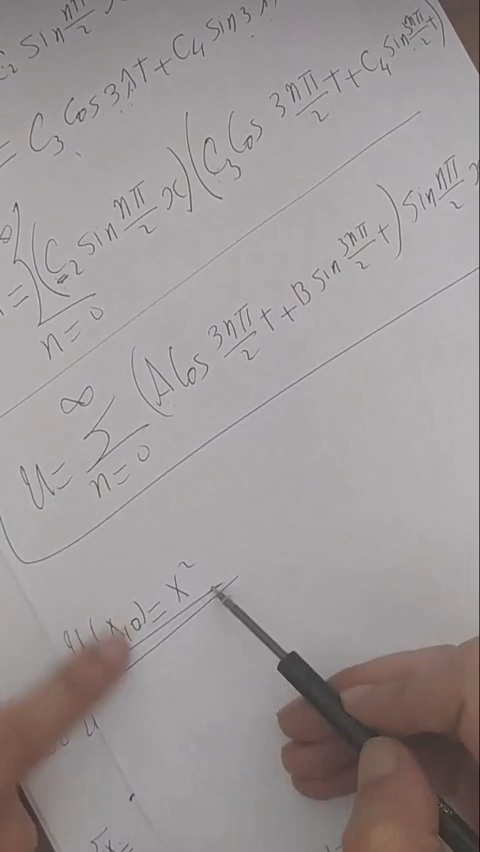 C₂ sin nπ/2
= C₃ Cos 3λt + C₄ sin 3λ
= ∑ n=0 ∞ (C₂ sin nπ/2 x)(C₃ Cos 3nπ/2 t + C₄ sin 3nπ/2 t)
u = ∑ n=0 ∞ (A Cos 3nπ/2 t + B sin 3nπ/2 t) sin nπ/2 x
u(x,0) = x²